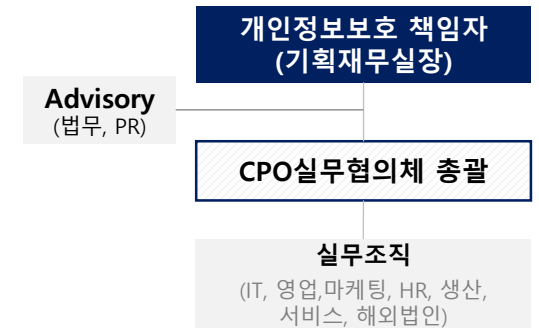 개인정보보호 책임자
(기획재무실장)
Advisory
(법무, PR)
CPO실무협의체 총괄
실무조직
(IT, 영업,마케팅, HR, 생산,
서비스, 해외법인)